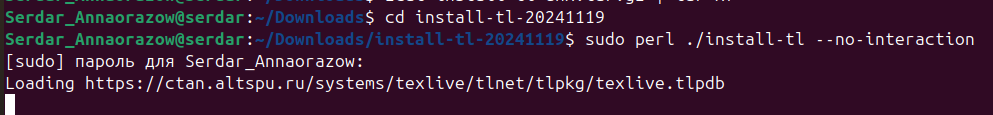 Serdar_Annaorazow@serdar:~/Downloads$ cd install-tl-20241119
Serdar_Annaorazow@serdar:~/Downloads/install-tl-20241119$ sudo perl ./install-tl --no-interaction
[sudo] пароль для Serdar_Annaorazow:
Loading https://ctan.altspu.ru/systems/texlive/tlnet/tlpkg/texlive.tlpdb